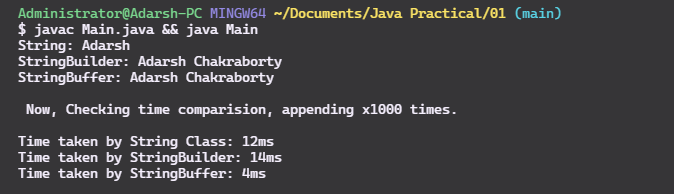 Administrator@Adarsh-PC MINGW64 ~/Documents/Java Practical/01 (main)
$ javac Main.java && java Main
String: Adarsh
StringBuilder: Adarsh Chakraborty
StringBuffer: Adarsh Chakraborty
Now, Checking time comparision, appending x1000 times.
Time taken by String Class: 12ms
Time taken by StringBuilder: 14ms
Time taken by StringBuffer: 4ms